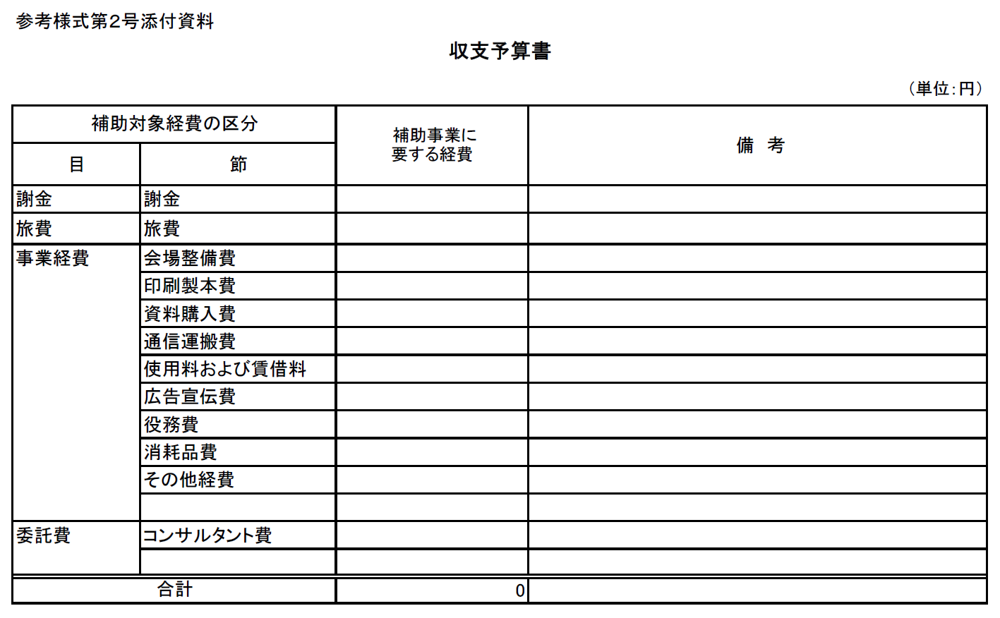 参考様式第2号添付資料
収支予算書
（単位：円）
補助対象経費の区分
補助事業に
要する経費
備　考
目
節
謝金
謝金
旅費
旅費
事業経費
会場整備費
印刷製本費
資料購入費
通信運搬費
使用料および賃借料
広告宣伝費
役務費
消耗品費
その他経費
委託費
コンサルタント費
合計
0